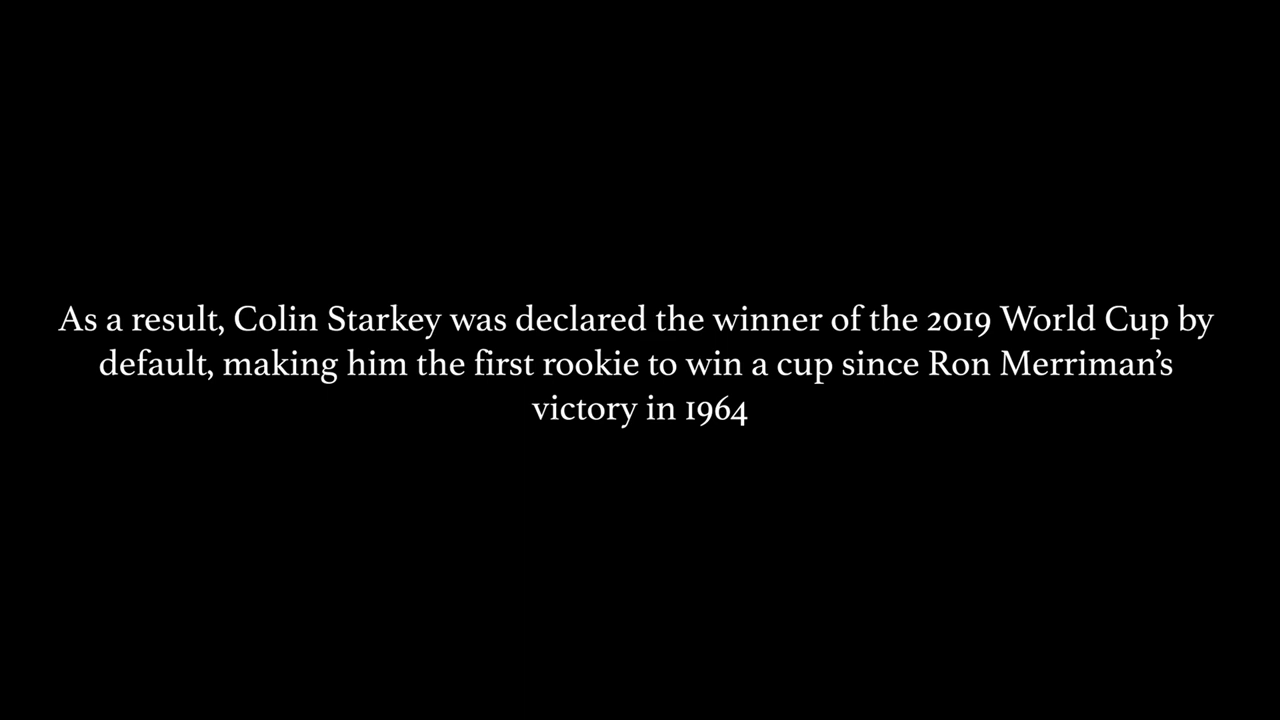 As a result, Colin Starkey was declared the winner of the 2019 World Cup by
default, making him the first rookie to win a cup since Ron Merriman’s
victory in 1964